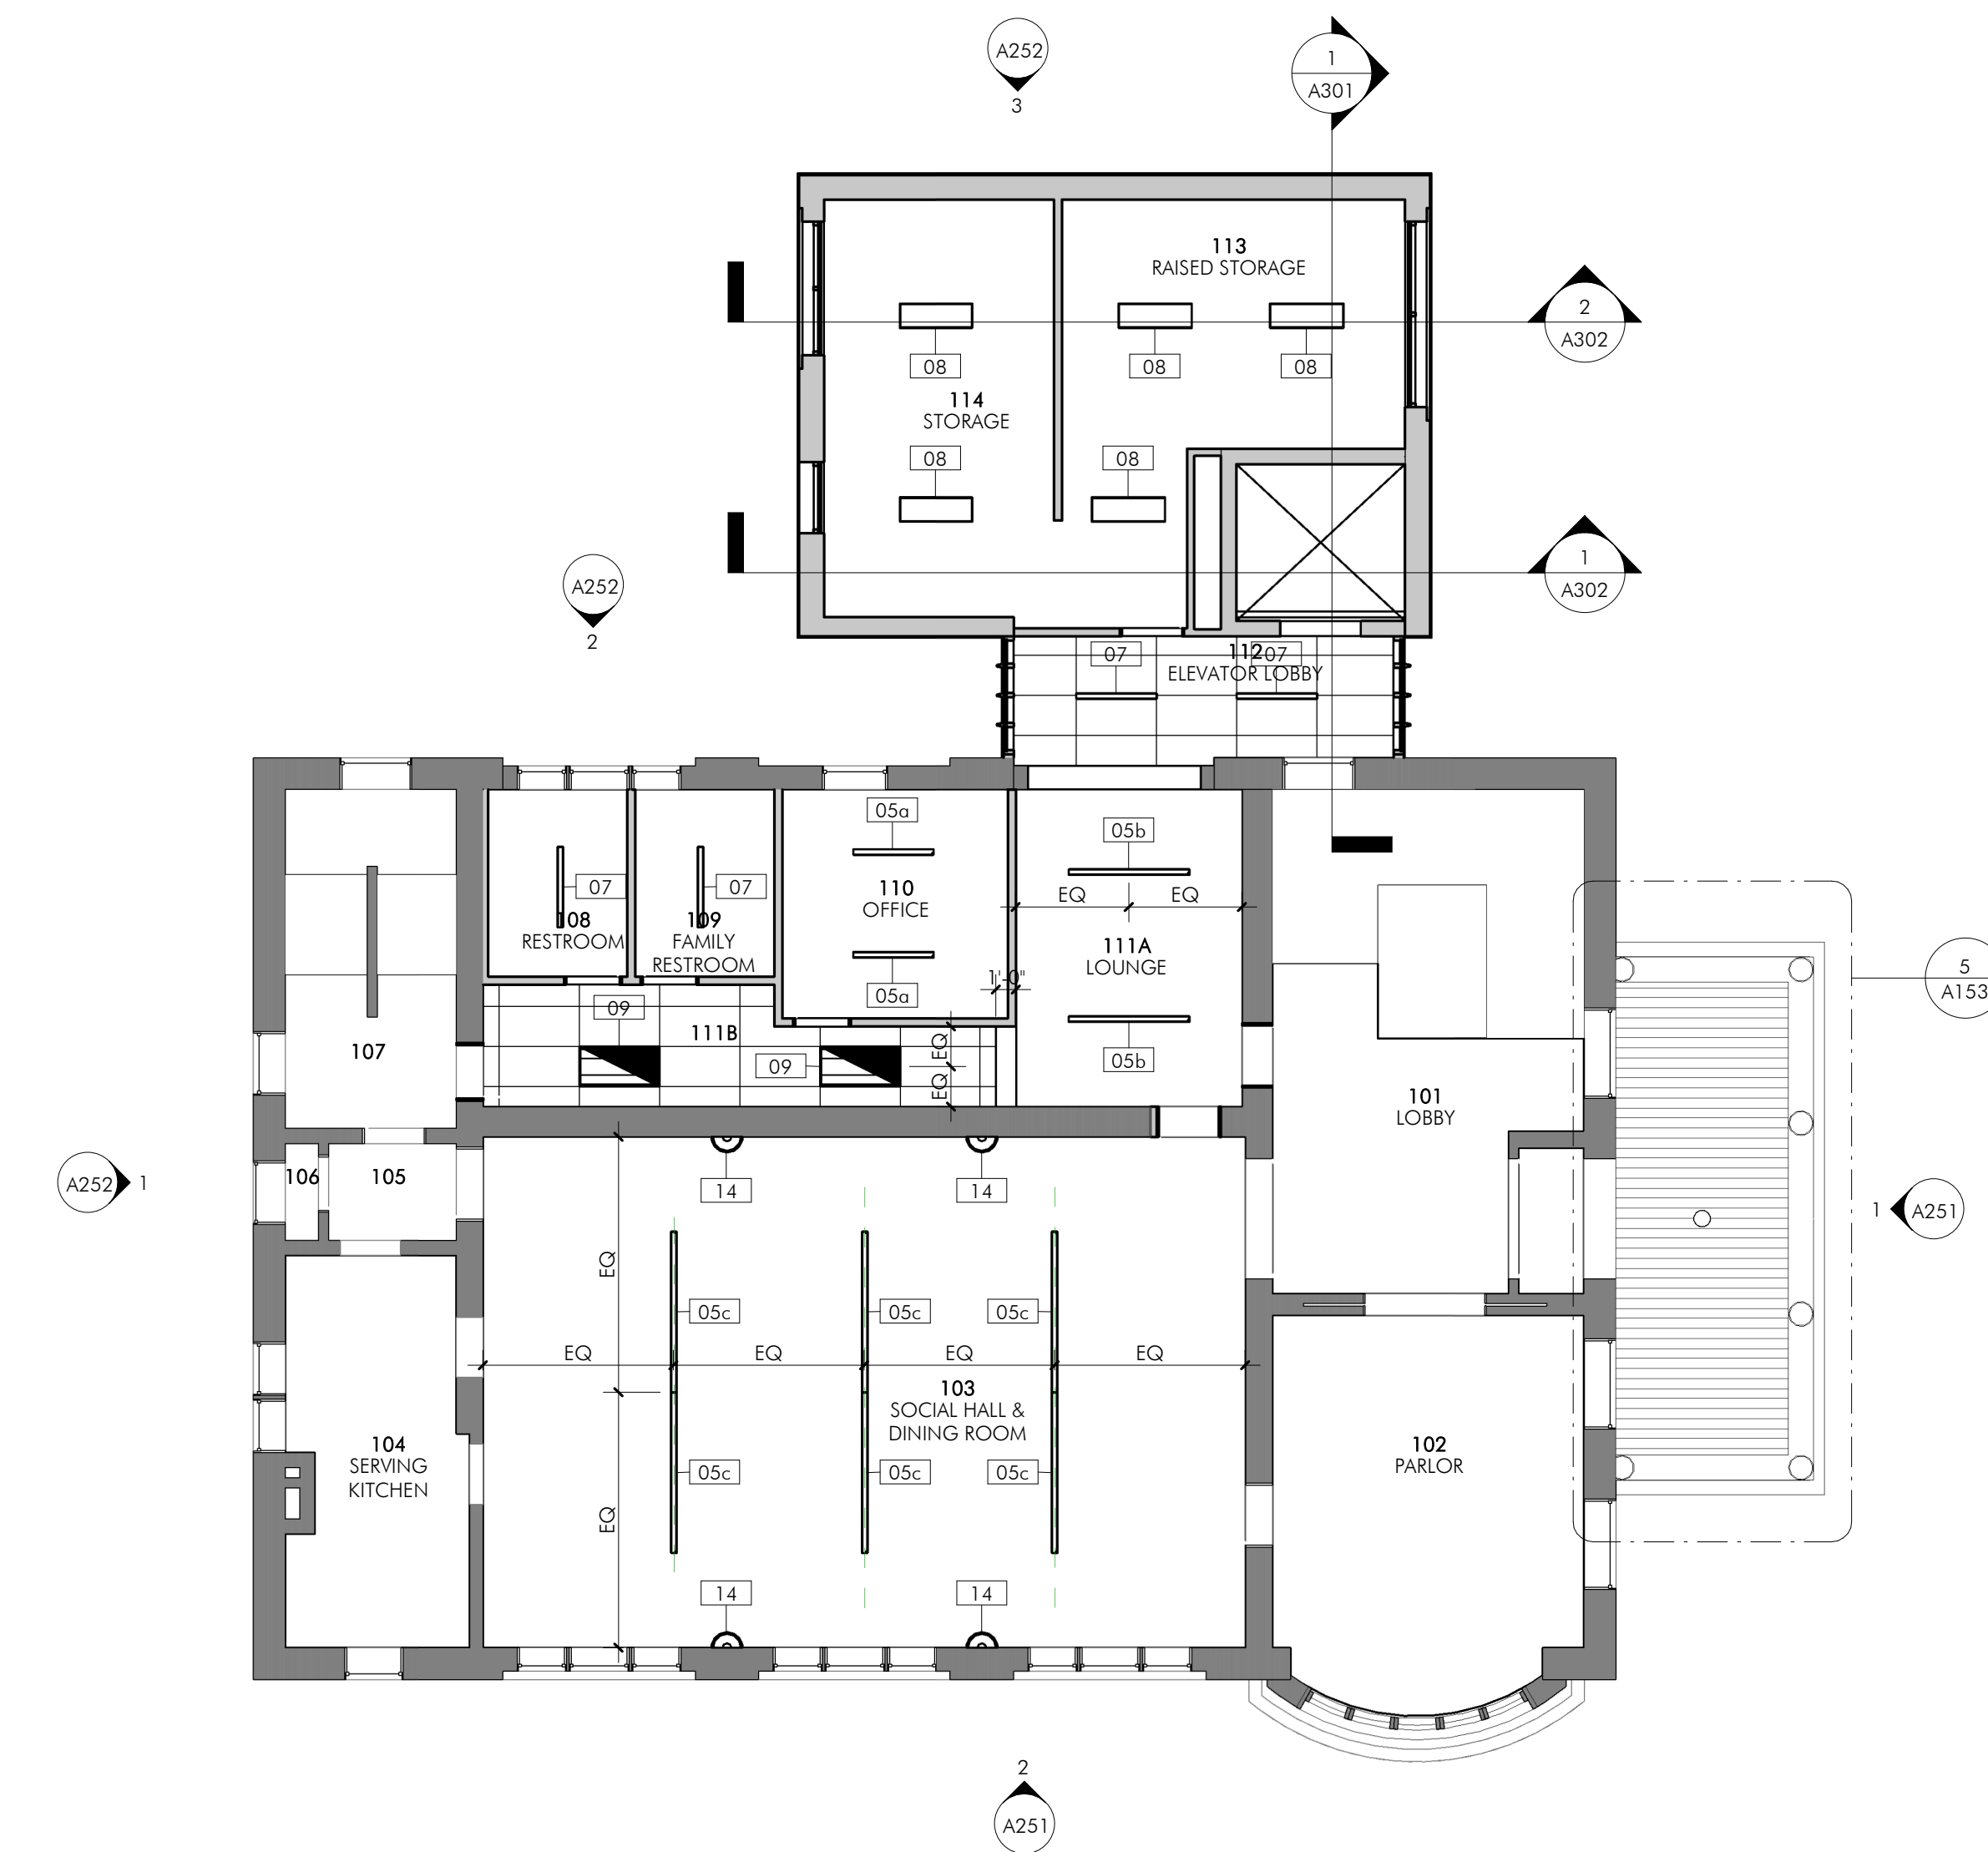 A252
3
1
A301
113
RAISED STORAGE
2
A302
08
08
08
114
STORAGE
08
08
1
A302
A252
2
07
112
07
ELEVATOR LOBBY
05a
05b
07
07
110
OFFICE
EQ
EQ
108
RESTROOM
109
FAMILY
RESTROOM
111A
LOUNGE
1'-0"
05a
5
A153
09
111B
EQ
107
09
05b
EQ
101
LOBBY
A252
1
106
105
14
14
1
A251
EQ
05c
05c
05c
EQ
EQ
EQ
EQ
103
SOCIAL HALL &
DINING ROOM
104
SERVING
KITCHEN
102
PARLOR
05c
05c
05c
EQ
14
14
2
A251